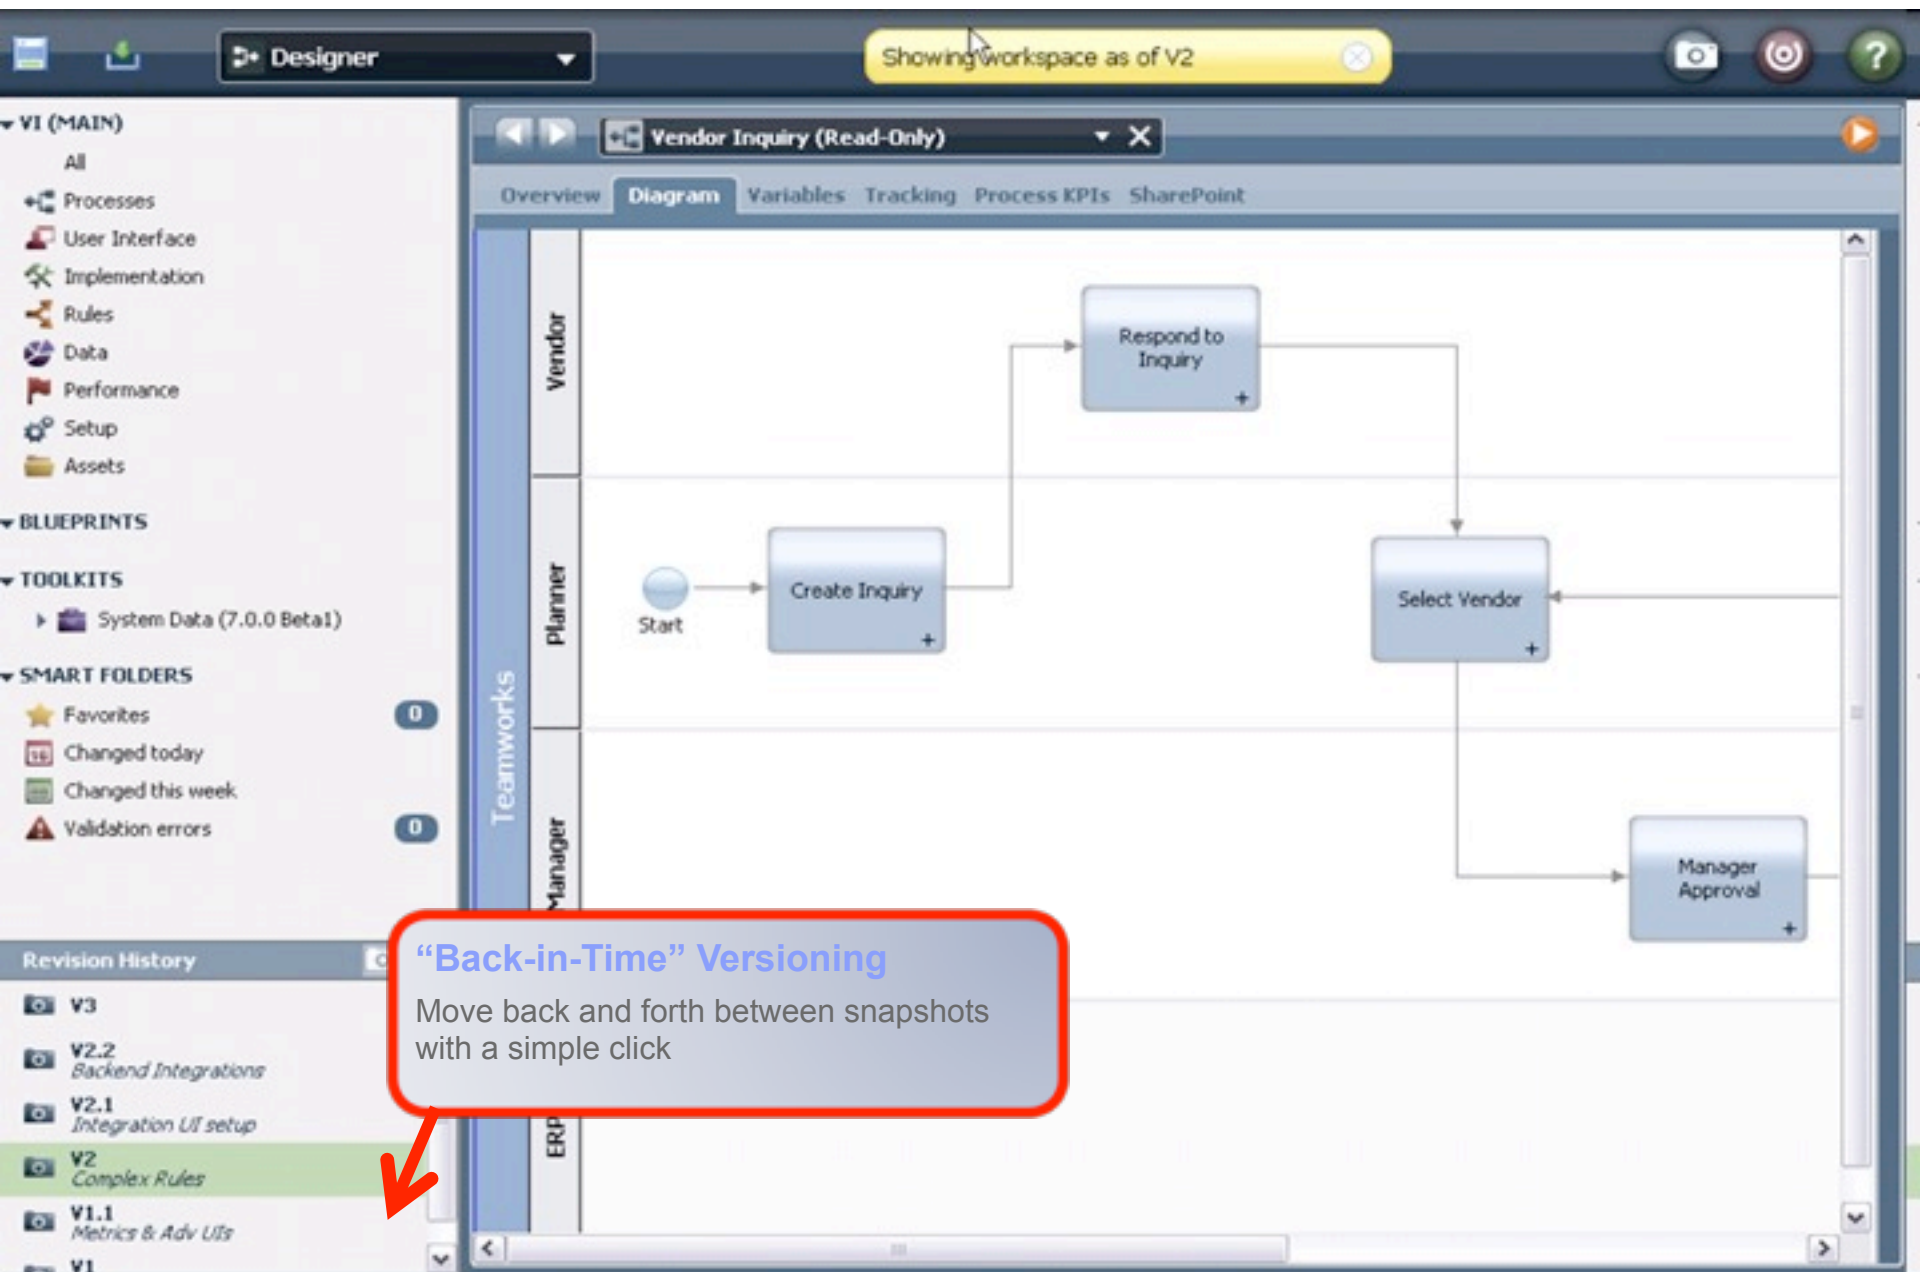 Designer
Showing workspace as of V2
VI (MAIN)
All
Processes
User Interface
Implementation
Rules
Data
Performance
Setup
Assets
BLUEPRINTS
TOOLKITS
System Data (7.0.0 Beta1)
SMART FOLDERS
Favorites 0
Changed today
Changed this week
Validation errors 0
Revision History
V3
V2.2
Backend Integrations
V2.1
Integration UI setup
V2
Complex Rules
V1.1
Metrics & Adv UIs
V1
Vendor Inquiry (Read-Only)
Overview Diagram Variables Tracking Process KPIs SharePoint
Teamworks
Vendor
Respond to
Inquiry
Planner
Start
Create Inquiry
Select Vendor
Manager
Manager
Approval
ERP
“Back-in-Time” Versioning
Move back and forth between snapshots
with a simple click